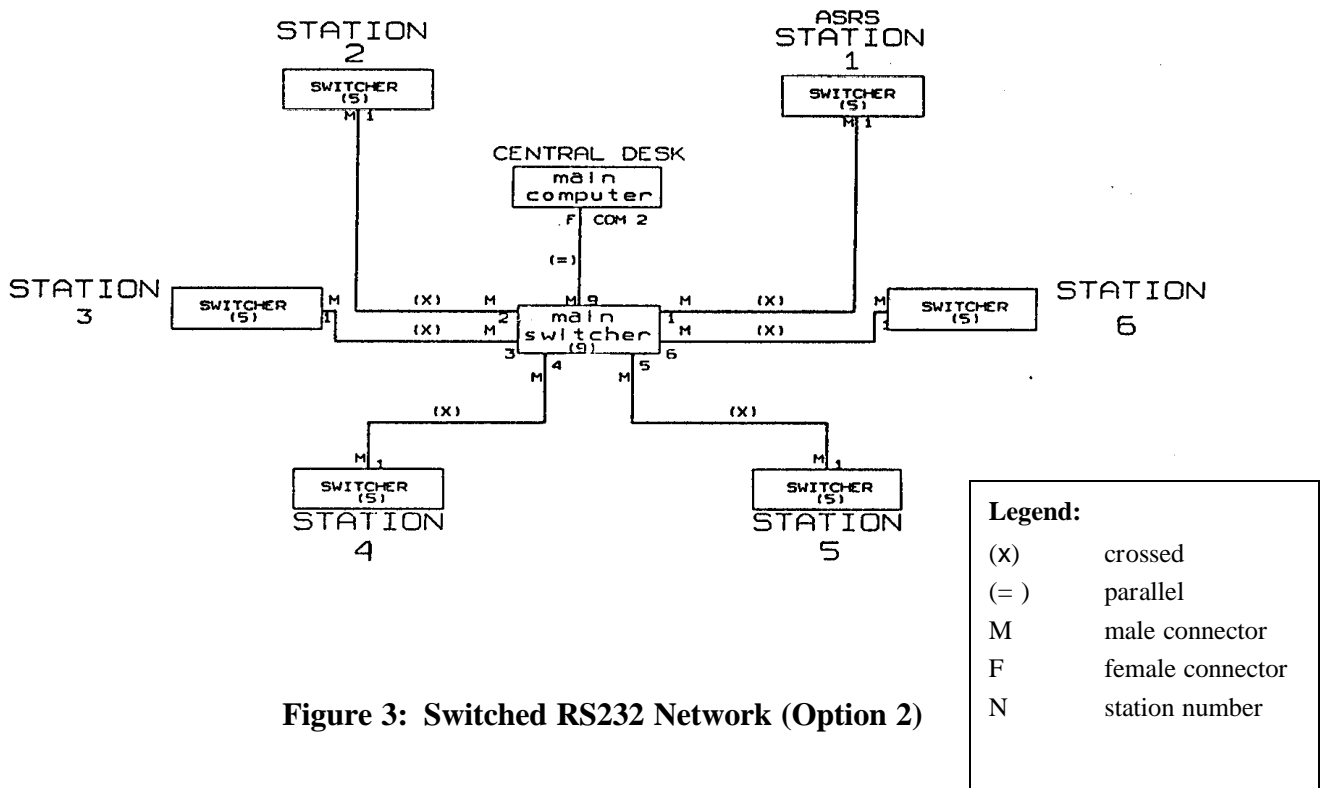 STATION
2
SWITCHER
(5)
M 1
ASRS
STATION
1
SWITCHER
(5)
M 1
CENTRAL DESK
main
computer
F COM 2
(=)
STATION
3
SWITCHER
(5)
M
1
(X)
M
2
(X)
M
3
M 9
main
switcher
(9)
M
1
(X)
M
6
(X)
M
SWITCHER
(5)
STATION
6
4
M
5
M
(X)
(X)
M 1
SWITCHER
(5)
STATION
4
M 1
SWITCHER
(5)
STATION
5
Legend:
(x) crossed
(= ) parallel
M male connector
F female connector
N station number
Figure 3: Switched RS232 Network (Option 2)